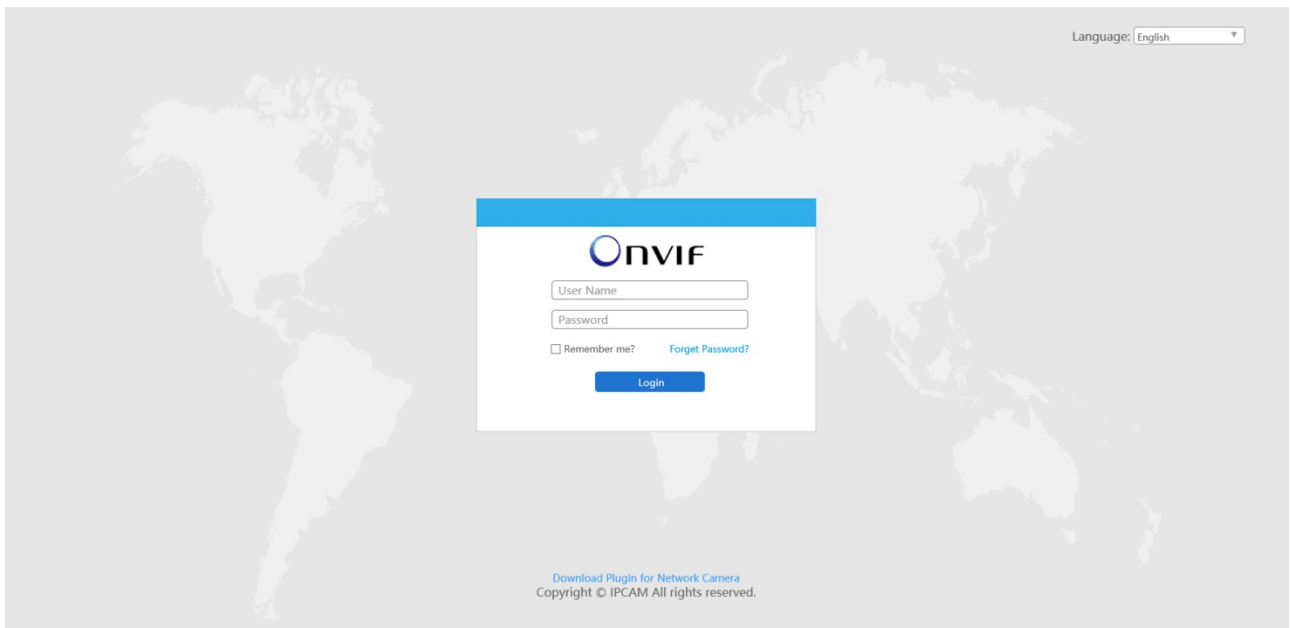 Language: English
ONVIF
User Name
Password
Remember me? Forget Password?
Login
Download Plugin for Network Camera
Copyright © IPCAM All rights reserved.